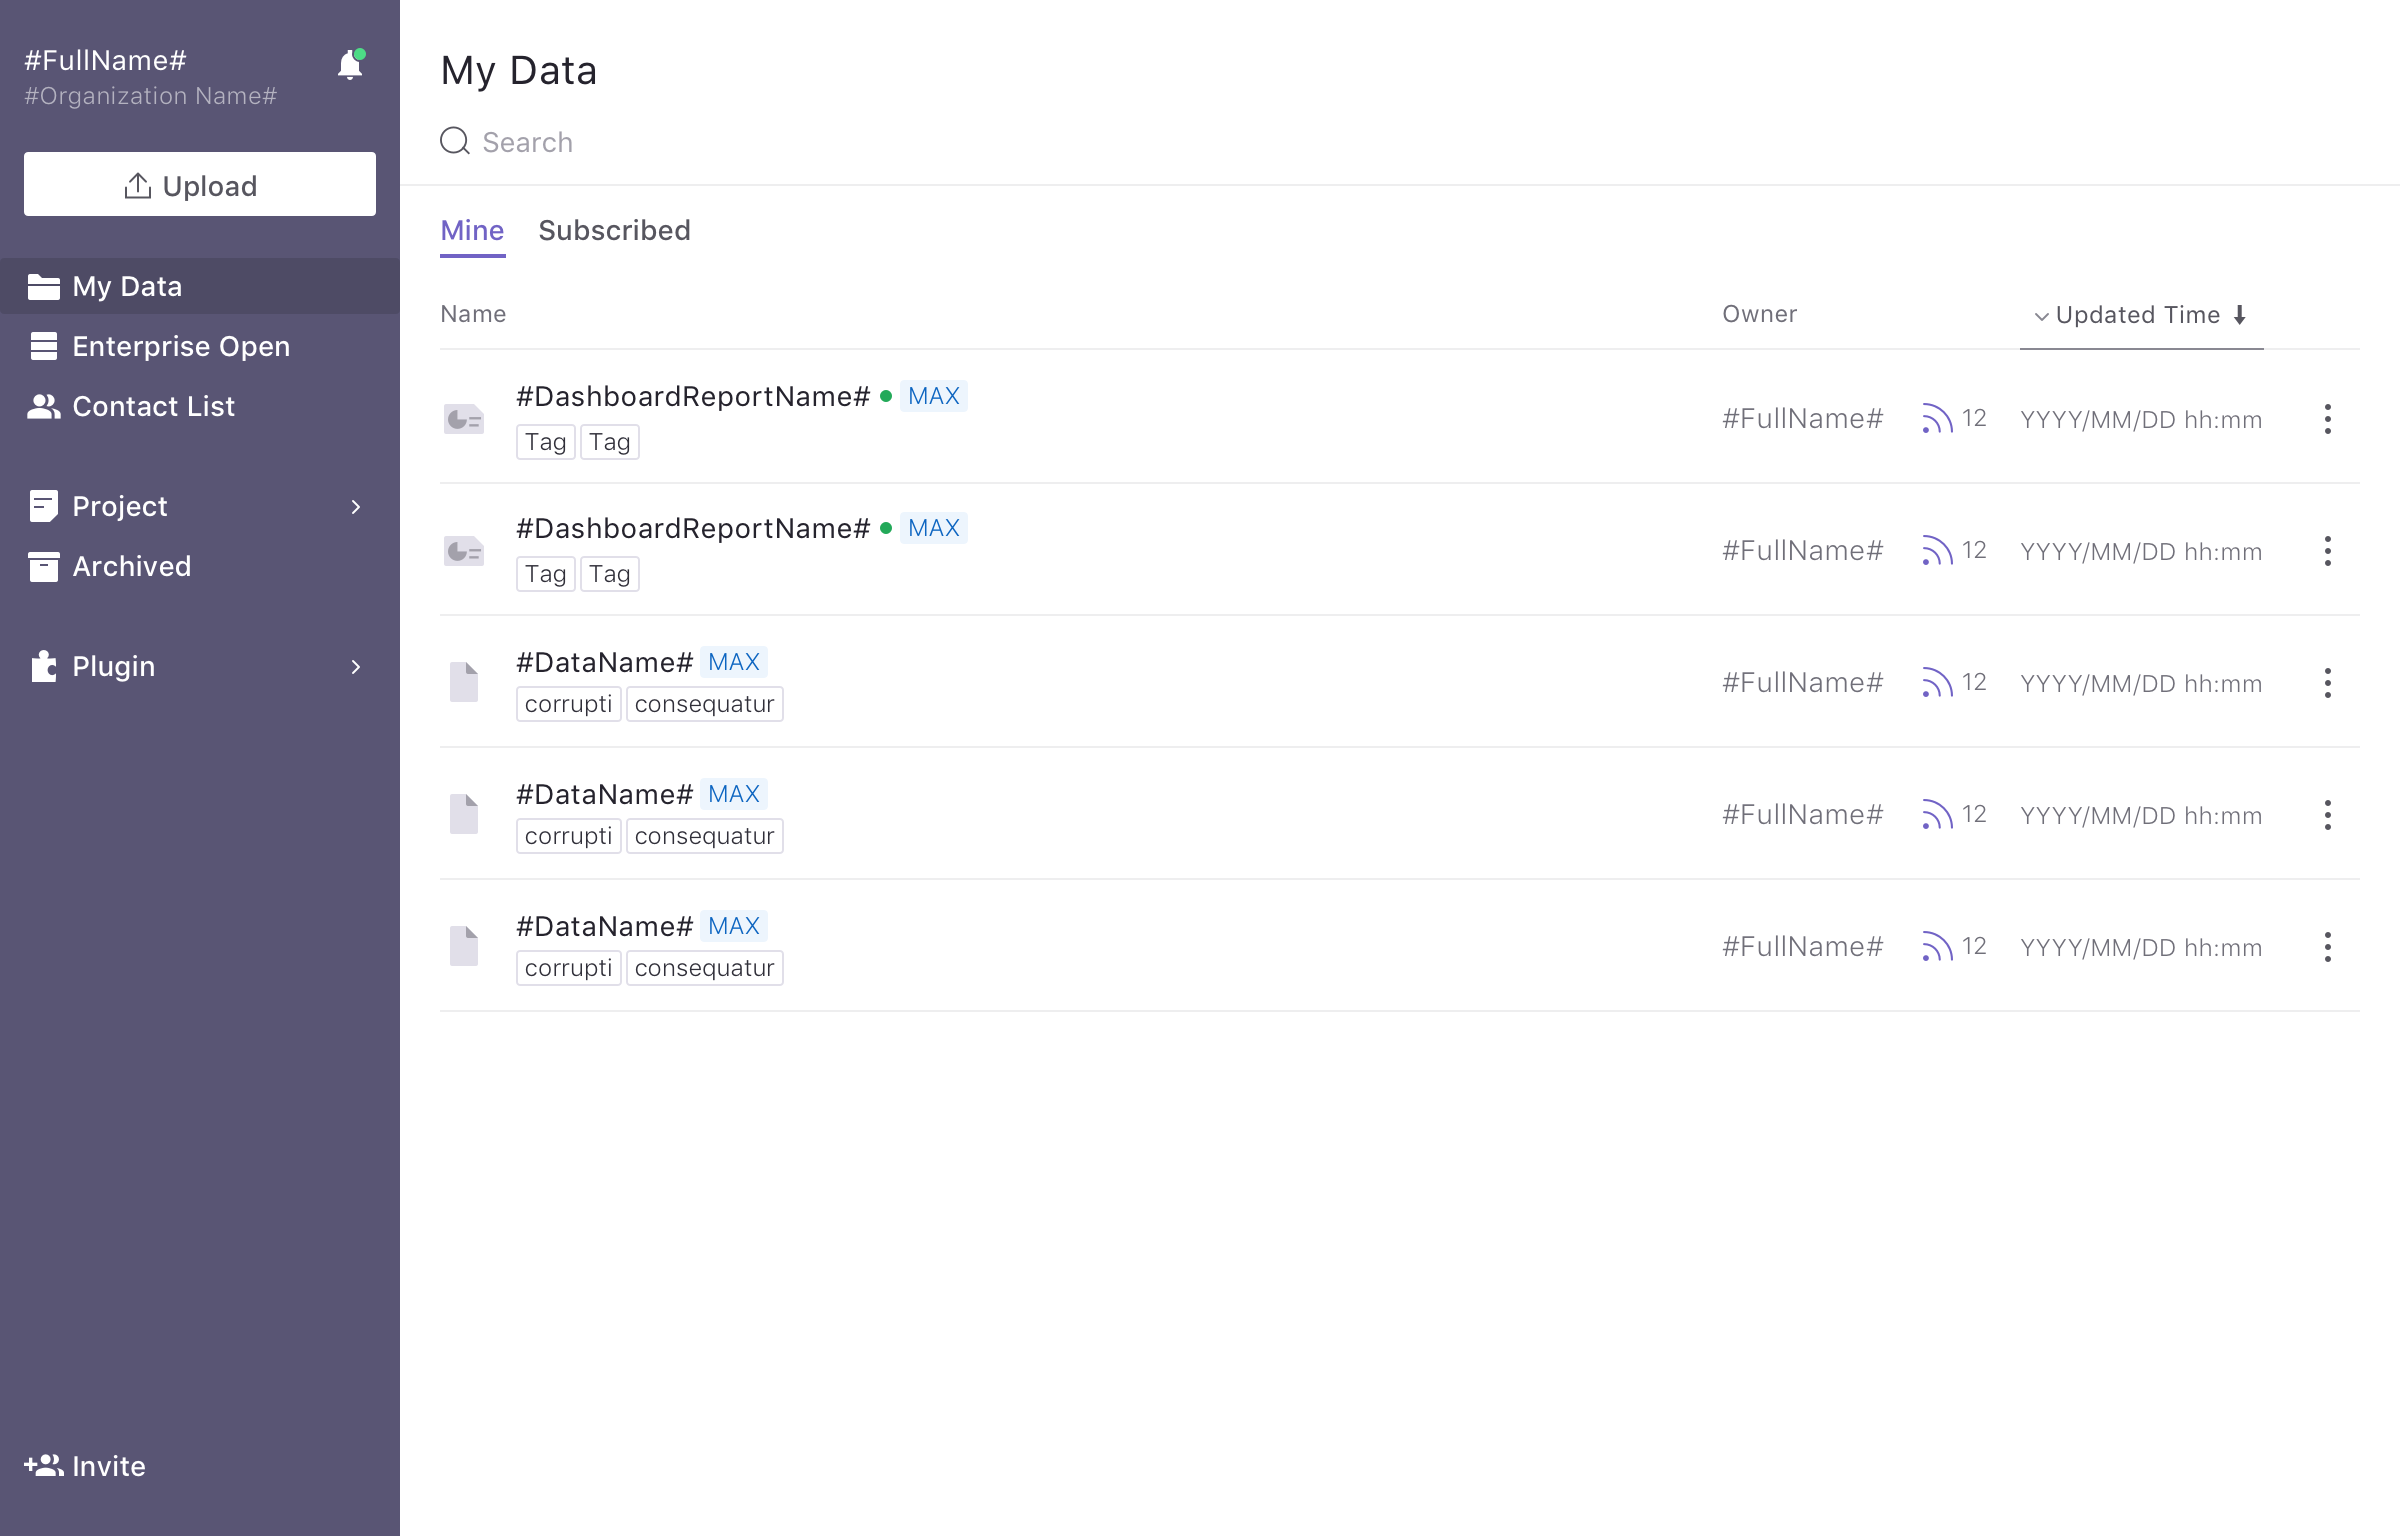 #FullName#
#Organization Name#
Upload
My Data
Enterprise Open
Contact List
Project
Archived
Plugin
Invite
My Data
Search
Mine Subscribed
Name Owner Updated Time
#DashboardReportName# MAX
Tag Tag
#FullName# 12 YYYY/MM/DD hh:mm
#DashboardReportName# MAX
Tag Tag
#FullName# 12 YYYY/MM/DD hh:mm
#DataName# MAX
corrupti consequatur
#FullName# 12 YYYY/MM/DD hh:mm
#DataName# MAX
corrupti consequatur
#FullName# 12 YYYY/MM/DD hh:mm
#DataName# MAX
corrupti consequatur
#FullName# 12 YYYY/MM/DD hh:mm